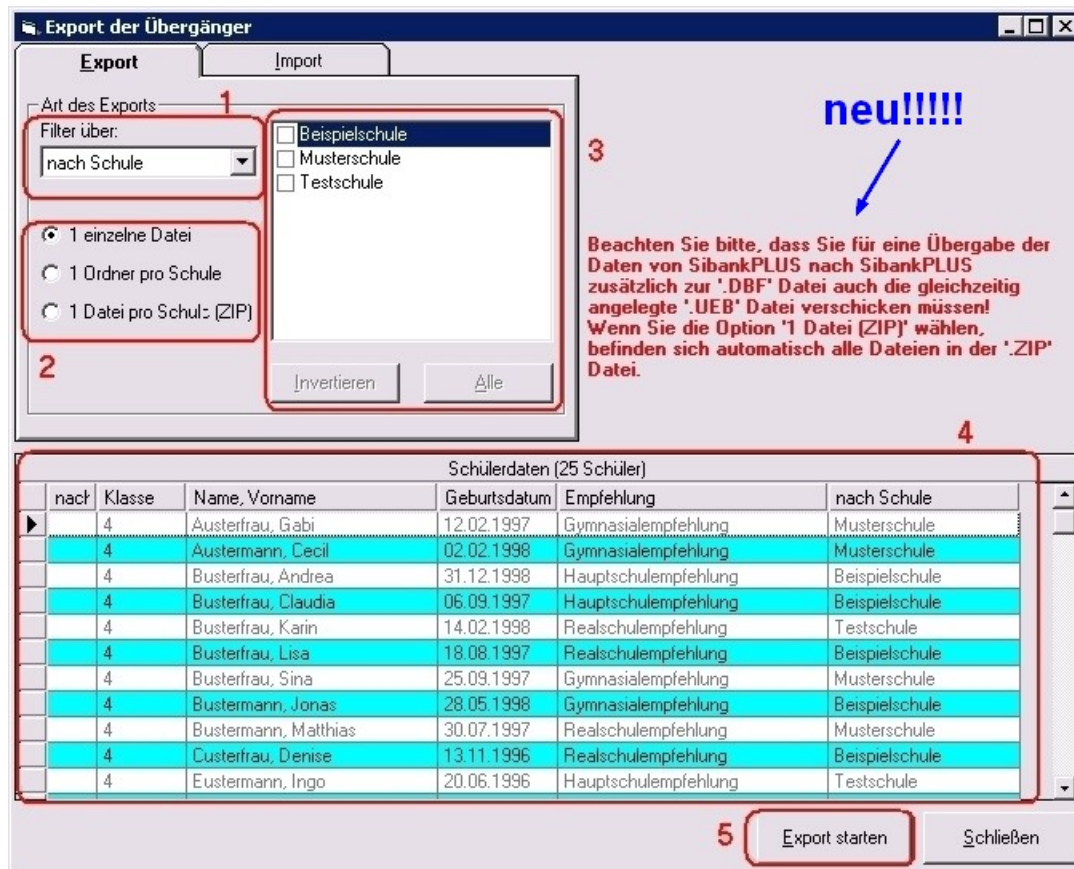 Export der Übergänger
Export
Import
Art des Exports
1
Filter über:
nach Schule
1 einzelne Datei
1 Ordner pro Schule
1 Datei pro Schule (ZIP)
2
Beispielschule
Musterschule
Testschule
3
Invertieren
Alle
neu!!!!!
Beachten Sie bitte, dass Sie für eine Übergabe der
Daten von SibankPLUS nach SibankPLUS
zusätzlich zur '.DBF' Datei auch die gleichzeitig
angelegte '.UEB' Datei verschicken müssen!
Wenn Sie die Option '1 Datei (ZIP)' wählen,
befinden sich automatisch alle Dateien in der '.ZIP'
Datei.
4
Schülerdaten (25 Schüler)
nach Klasse Name, Vorname Geburtsdatum Empfehlung nach Schule
4 Austerfrau, Gabi 12.02.1997 Gymnasialempfehlung Musterschule
4 Austermann, Cecil 02.02.1998 Gymnasialempfehlung Musterschule
4 Busterfrau, Andrea 31.12.1998 Hauptschulempfehlung Beispielschule
4 Busterfrau, Claudia 06.09.1997 Hauptschulempfehlung Beispielschule
4 Busterfrau, Karin 14.02.1998 Realschulempfehlung Testschule
4 Busterfrau, Lisa 18.08.1997 Realschulempfehlung Beispielschule
4 Busterfrau, Sina 25.09.1997 Gymnasialempfehlung Musterschule
4 Bustermann, Jonas 28.05.1998 Gymnasialempfehlung Beispielschule
4 Bustermann, Matthias 30.07.1997 Realschulempfehlung Musterschule
4 Custerfrau, Denise 13.11.1996 Realschulempfehlung Beispielschule
4 Eustermann, Ingo 20.06.1996 Hauptschulempfehlung Testschule
5
Export starten
Schließen